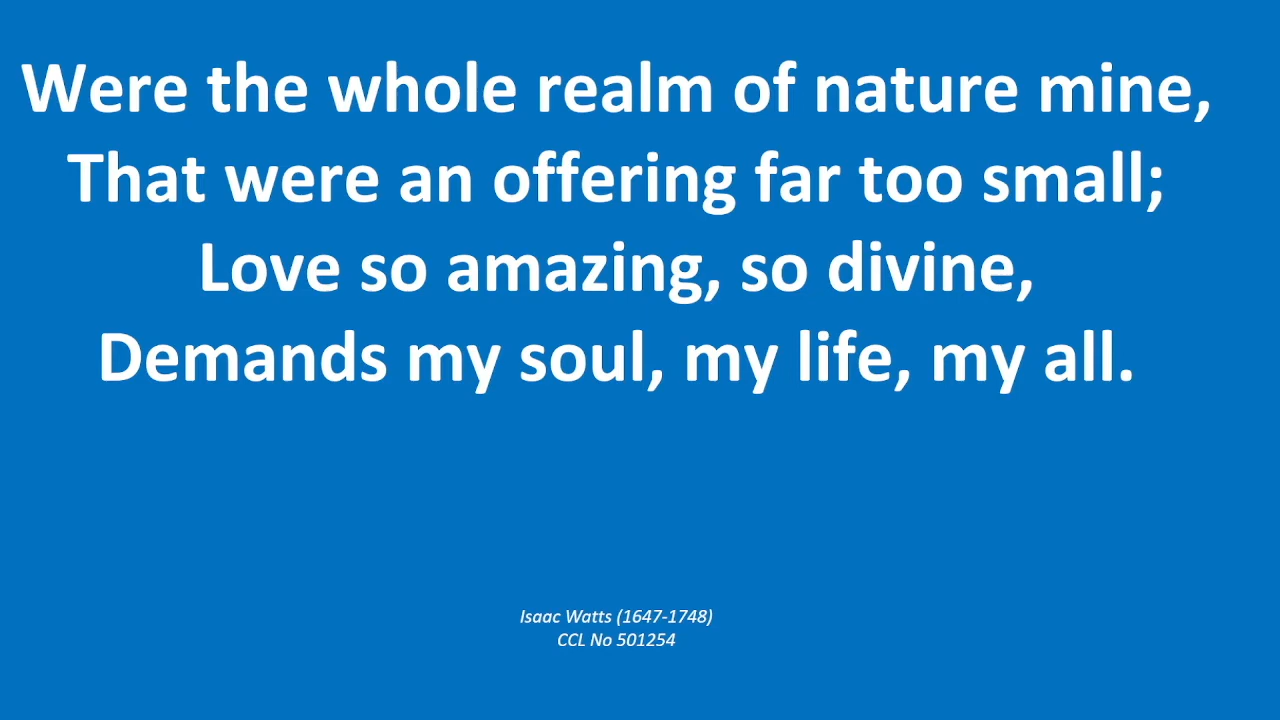 Were the whole realm of nature mine,
That were an offering far too small;
Love so amazing, so divine,
Demands my soul, my life, my all.
Isaac Watts (1647-1748)
CCL No 501254